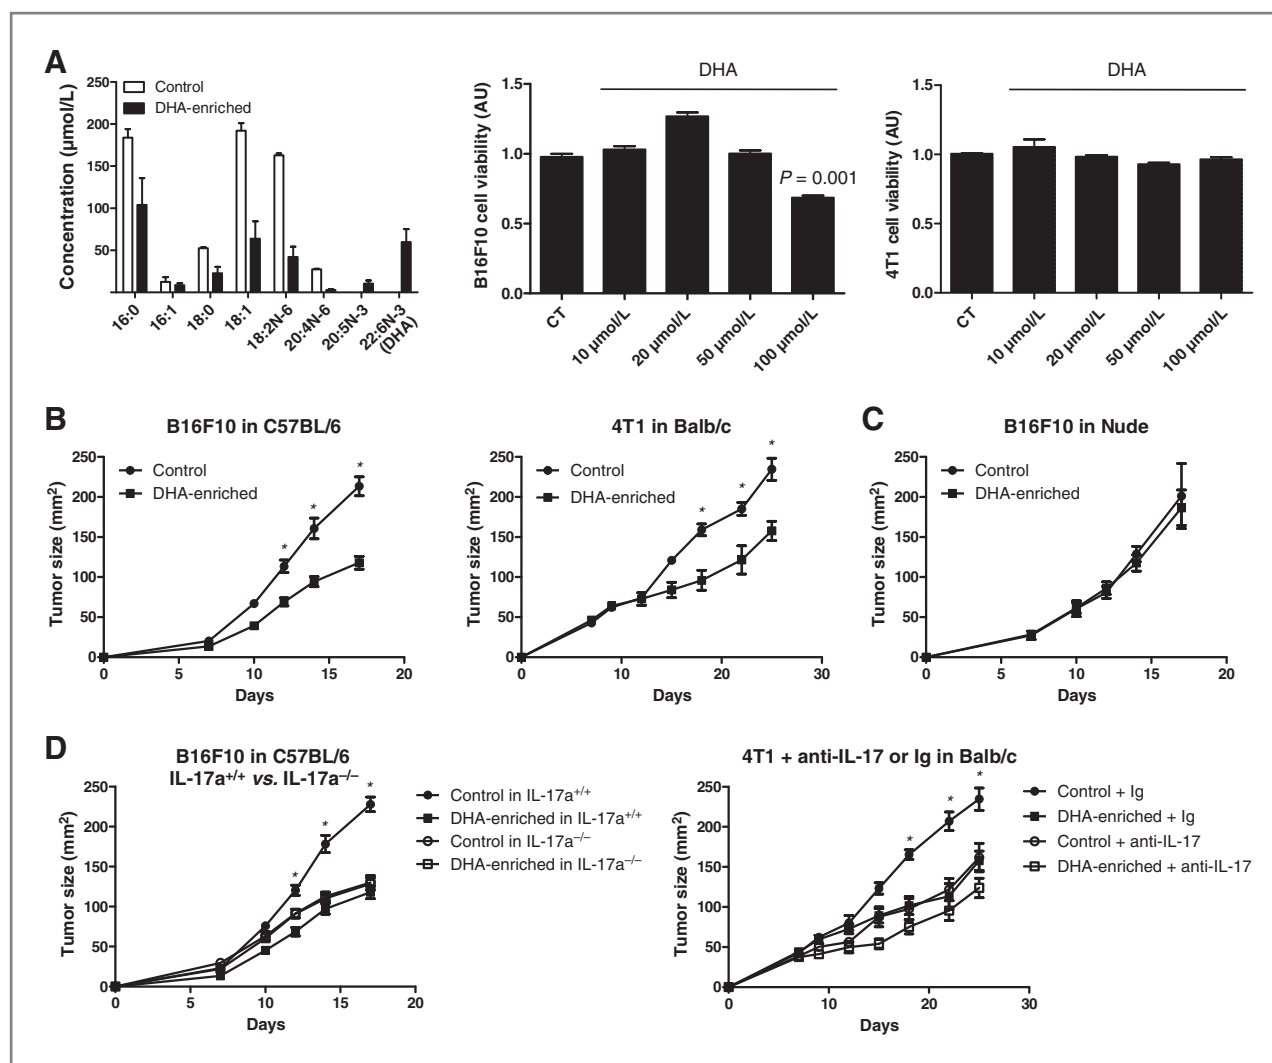 A
Concentration (µmol/L)
250
200
150
100
50
Control
DHA-enriched
16:0
16:1
18:0
18:1
18:2N-6
20:4N-6
20:5N-3
22:6N-3
(DHA)
B16F10 cell viability (AU)
1.5
1.0
0.5
0.0
DHA
P = 0.001
CT
10 µmol/L
20 µmol/L
50 µmol/L
100 µmol/L
4T1 cell viability (AU)
1.5
1.0
0.5
0.0
DHA
CT
10 µmol/L
20 µmol/L
50 µmol/L
100 µmol/L
B
B16F10 in C57BL/6
Tumor size (mm²)
250
200
150
100
50
0
Control
DHA-enriched
*
*
*
*
0 5 10 15 20
Days
4T1 in Balb/c
Tumor size (mm²)
250
200
150
100
50
0
Control
DHA-enriched
*
*
*
0 10 20 30
Days
C
B16F10 in Nude
Tumor size (mm²)
250
200
150
100
50
0
Control
DHA-enriched
0 5 10 15 20
Days
D
B16F10 in C57BL/6
IL-17a+/+ vs. IL-17a–/–
Tumor size (mm²)
250
200
150
100
50
0
*
*
*
0 5 10 15 20
Days
Control in IL-17a+/+
DHA-enriched in IL-17a+/+
Control in IL-17a–/–
DHA-enriched in IL-17a–/–
4T1 + anti-IL-17 or Ig in Balb/c
Tumor size (mm²)
250
200
150
100
50
0
*
*
*
0 10 20 30
Days
Control + Ig
DHA-enriched + Ig
Control + anti-IL-17
DHA-enriched + anti-IL-17